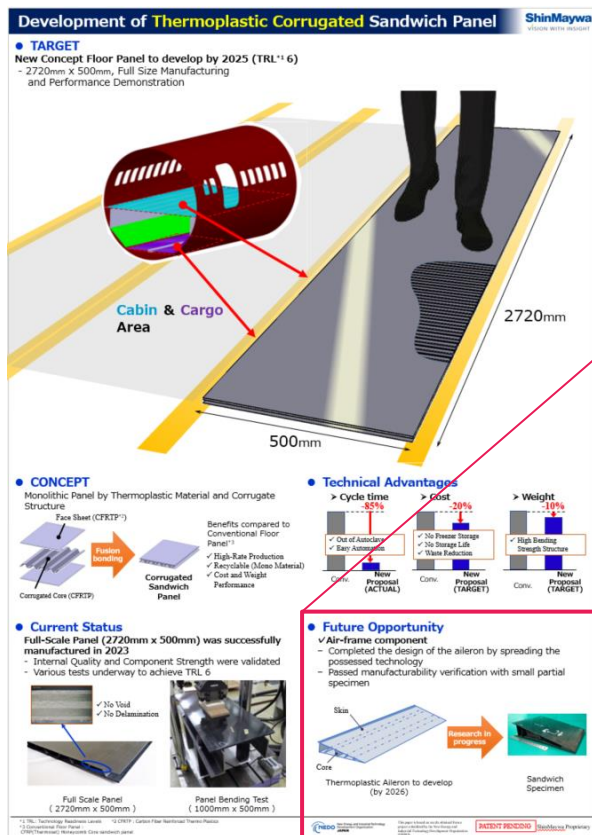 Development of Thermoplastic Corrugated Sandwich Panel
ShinMaywa
VISION WITH INSIGHT
TARGET
New Concept Floor Panel to develop by 2025 (TRL*1 6)
- 2720mm x 500mm, Full Size Manufacturing
and Performance Demonstration
Cabin & Cargo
Area
2720mm
500mm
CONCEPT
Monolithic Panel by Thermoplastic Material and Corrugate
Structure
Face Sheet (CFRTP*2)
Fusion
bonding
Corrugated Core (CFRTP)
Corrugated
Sandwich
Panel
Benefits compared to
Conventional Floor
Panel*3
✓ High-Rate Production
✓ Recyclable (Mono Material)
✓ Cost and Weight
Performance
Technical Advantages
✓ Cycle time
-85%
✓ Out of Autoclave
✓ Easy Automation
Conv.
New
Proposal
(ACTUAL)
✓ Cost
-20%
✓ No Freezer Storage
✓ No Storage Life
✓ Waste Reduction
Conv.
New
Proposal
(TARGET)
✓ Weight
-10%
✓ High Bending
Strength Structure
Conv.
New
Proposal
(TARGET)
Current Status
Full-Scale Panel (2720mm x 500mm) was successfully
manufactured in 2023
- Internal Quality and Component Strength were validated
- Various tests underway to achieve TRL 6
✓ No Void
✓ No Delamination
Full Scale Panel
( 2720mm x 500mm )
Panel Bending Test
( 1000mm x 500mm )
Future Opportunity
✓Air-frame component
- Completed the design of the aileron by spreading the
possessed technology
- Passed manufacturability verification with small partial
specimen
Skin
Core
Research in
progress
Thermoplastic Aileron to develop
(by 2026)
Sandwich
Specimen
*1 TRL: Technology Readiness Levels *2 CFRTP : Carbon Fiber Reinforced Thermo Plastics
*3 Conventional Floor Panel :
CFRP(Thermoset) Honeycomb Core sandwich panel
NEDO
PATENT PENDING
ShinMaywa Proprietary